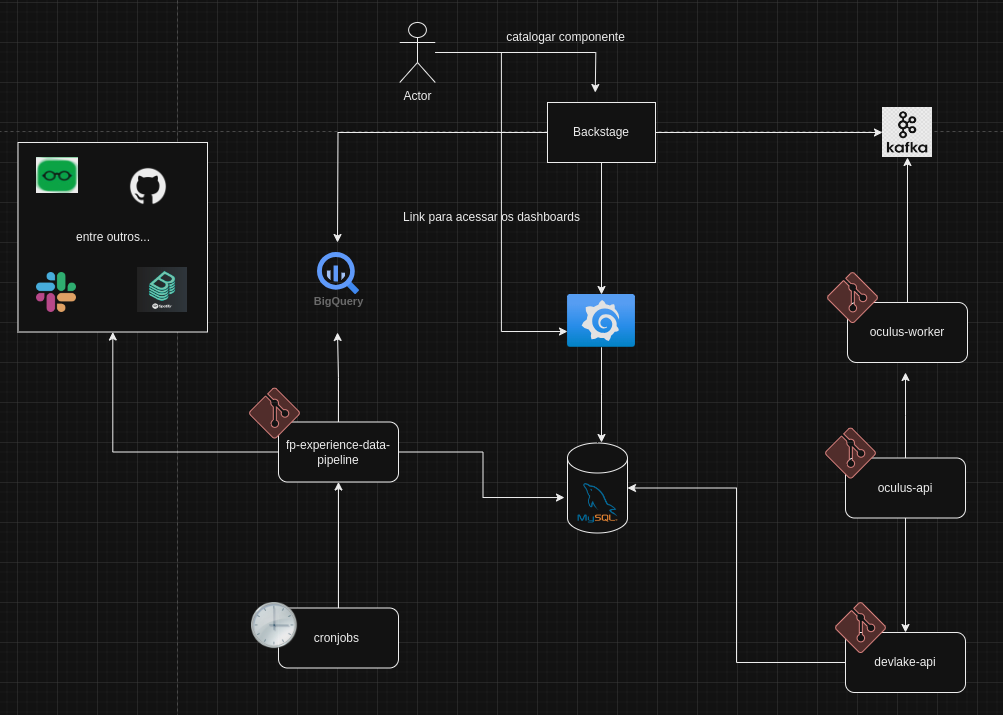 catalogar componente
Actor
Backstage
kafka
entre outros...
Link para acessar os dashboards
Spotify
BigQuery
oculus-worker
fp-experience-data-
pipeline
oculus-api
MySQL
cronjobs
devlake-api